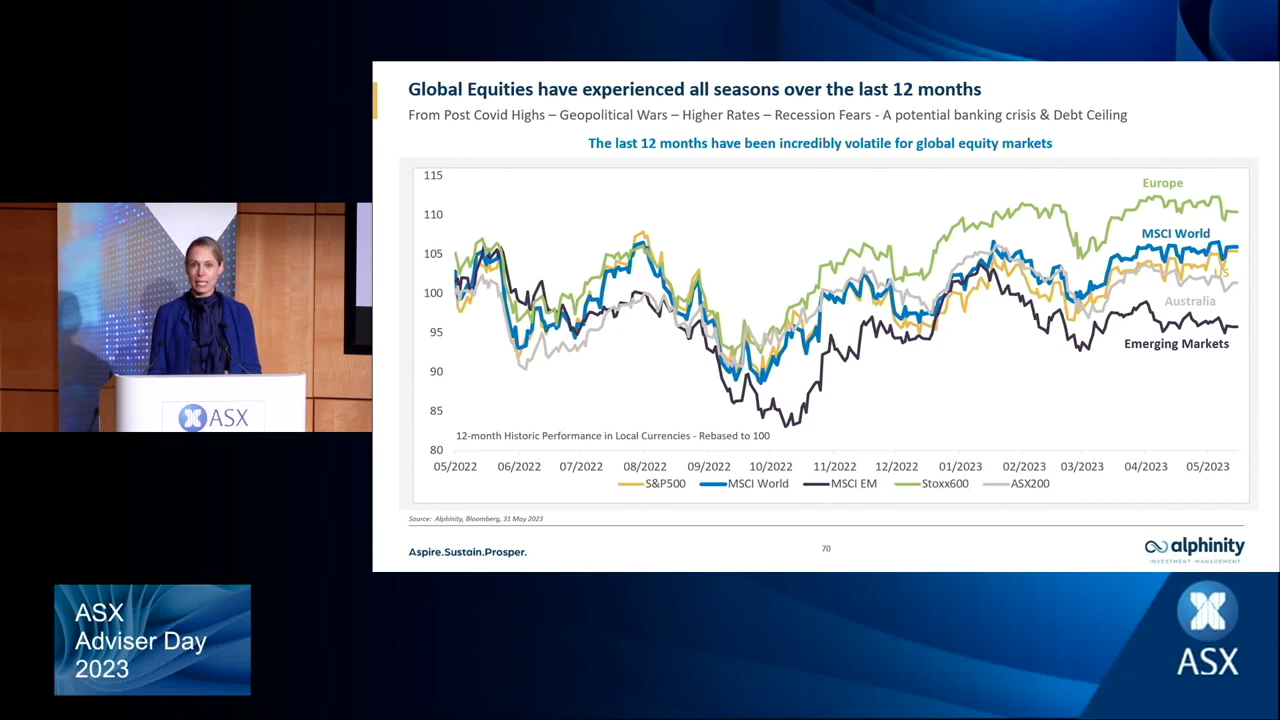 Global Equities have experienced all seasons over the last 12 months
From Post Covid Highs – Geopolitical Wars – Higher Rates – Recession Fears - A potential banking crisis & Debt Ceiling
The last 12 months have been incredibly volatile for global equity markets
115
110
105
100
95
90
85
80
Europe
MSCI World
US
Australia
Emerging Markets
12-month Historic Performance in Local Currencies - Rebased to 100
05/2022 06/2022 07/2022 08/2022 09/2022 10/2022 11/2022 12/2022 01/2023 02/2023 03/2023 04/2023 05/2023
S&P500 MSCI World MSCI EM Stoxx600 ASX200
Source: Alphinity, Bloomberg, 31 May 2023
Aspire.Sustain.Prosper.
70
alphinity
INVESTMENT MANAGEMENT
ASX
ASX
Adviser Day
2023
ASX